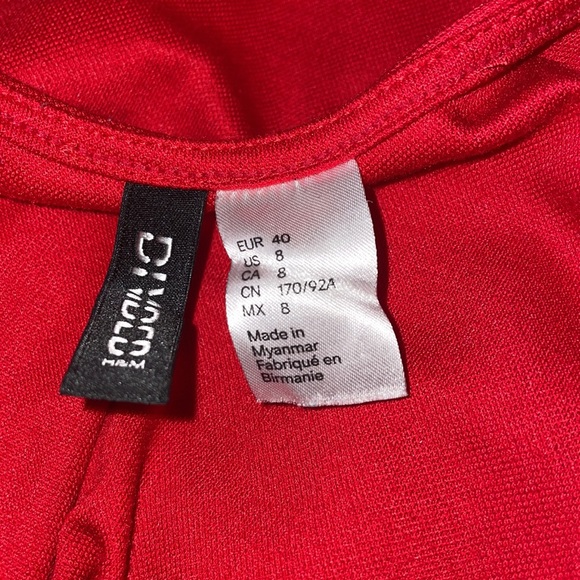 DIVIDED
H&M
EUR 40
US 8
CA 8
CN 170/92A
MX 8
Made in
Myanmar
Fabriqué en
Birmanie